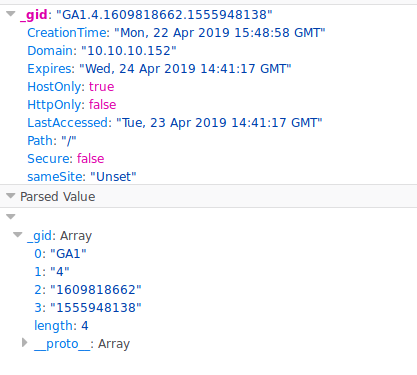 _gid: "GA1.4.1609818662.1555948138"
CreationTime: "Mon, 22 Apr 2019 15:48:58 GMT"
Domain: "10.10.10.152"
Expires: "Wed, 24 Apr 2019 14:41:17 GMT"
HostOnly: true
HttpOnly: false
LastAccessed: "Tue, 23 Apr 2019 14:41:17 GMT"
Path: "/"
Secure: false
sameSite: "Unset"
Parsed Value
_gid: Array
0: "GA1"
1: "4"
2: "1609818662"
3: "1555948138"
length: 4
__proto__: Array